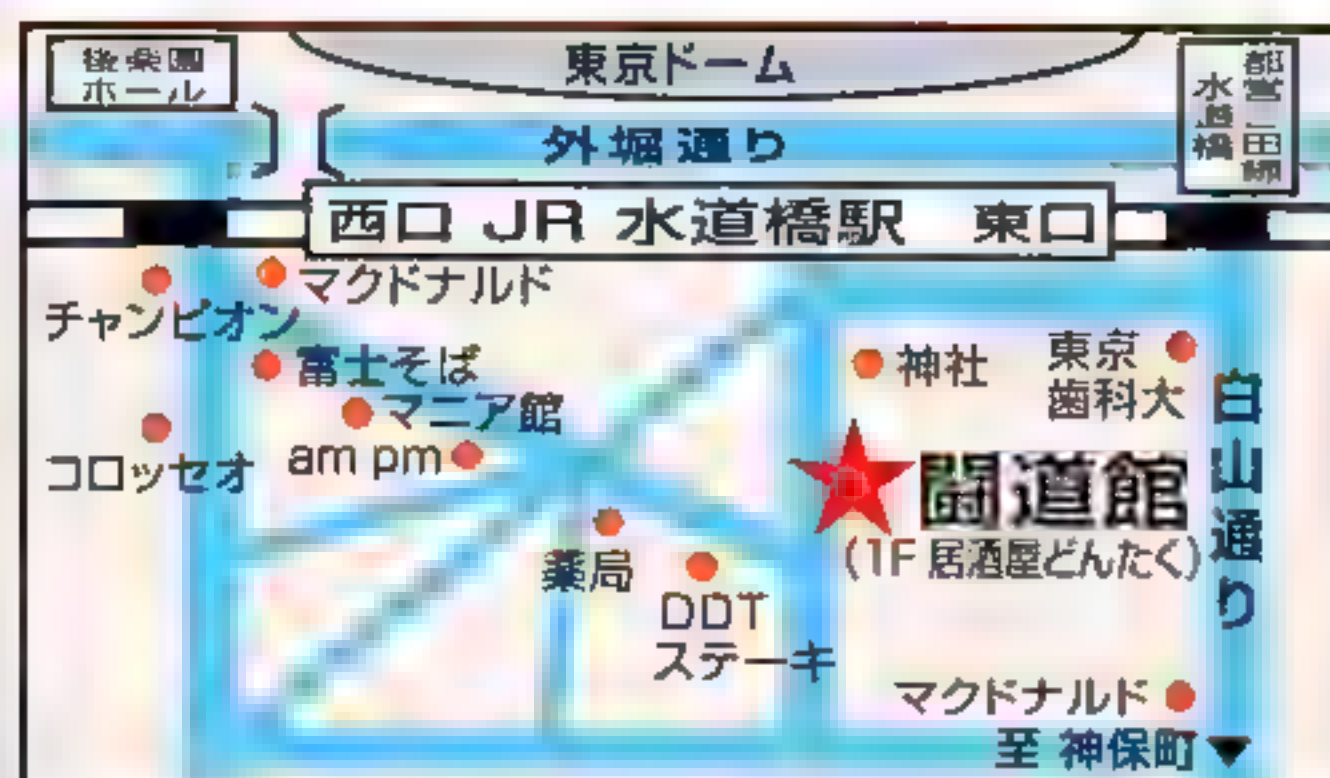 後楽園
ホール
東京ドーム
都営三田線
水道橋
外堀通り
西口 JR 水道橋駅 東口
マクドナルド
チャンピオン
富士そば
マニア館
am pm
コロッセオ
神社
東京
歯科大
白山通り
闘道館
(1F 居酒屋どんたく)
薬局
DDT
ステーキ
マクドナルド
至 神保町